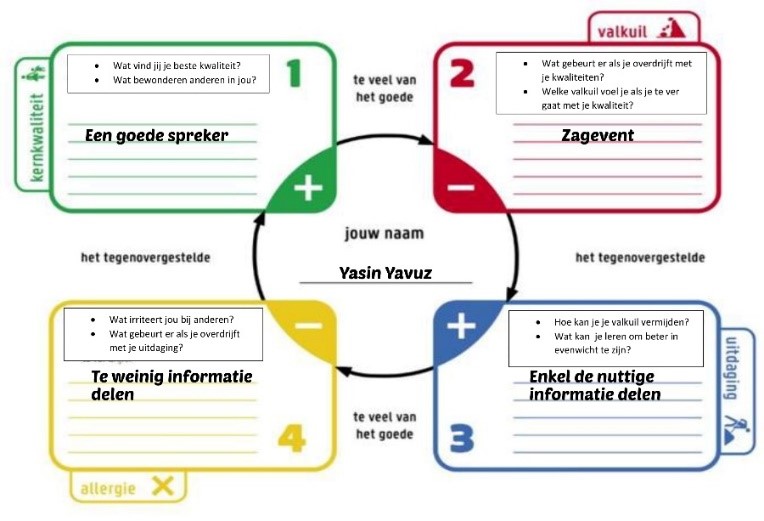 kernkwaliteit
• Wat vind jij je beste kwaliteit?
• Wat bewonderen anderen in jou?
1
Een goede spreker
+
te veel van
het goede
valkuil
2
• Wat gebeurt er als je overdrijft met
je kwaliteiten?
• Welke valkuil voel je als je te ver
gaat met je kwaliteit?
Zagevent
–
jouw naam
Yasin Yavuz
het tegenovergestelde
het tegenovergestelde
+
• Hoe kan je je valkuil vermijden?
• Wat kan je leren om beter in
evenwicht te zijn?
Enkel de nuttige
informatie delen
3
uitdaging
te veel van
het goede
• Wat irriteert jou bij anderen?
• Wat gebeurt er als je overdrijft
met je uitdaging?
–
Te weinig informatie
delen
4
allergie